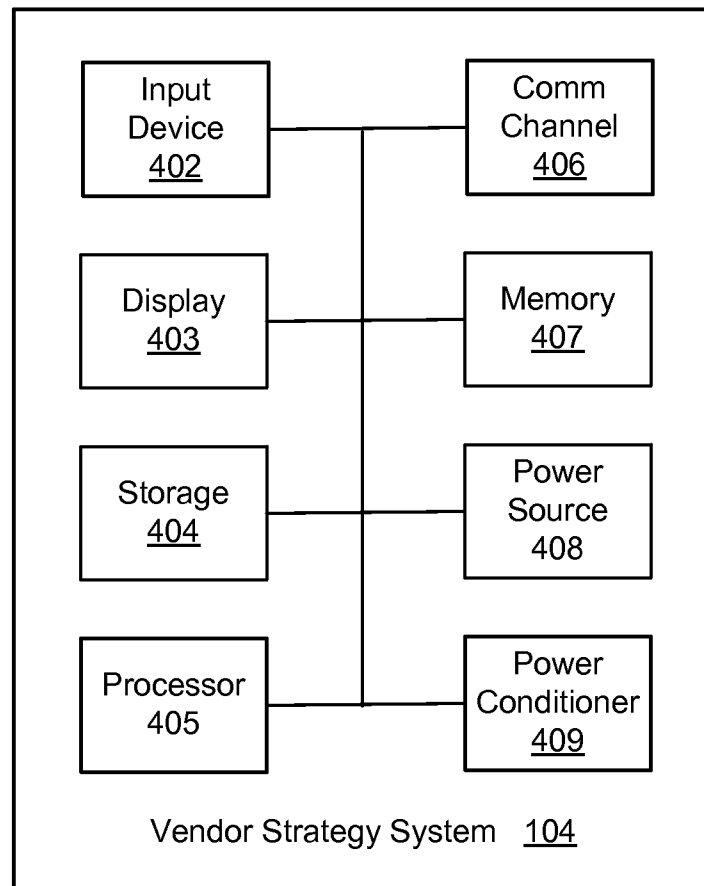 Input
Device
402
Comm
Channel
406
Display
403
Memory
407
Storage
404
Power
Source
408
Processor
405
Power
Conditioner
409
Vendor Strategy System 104